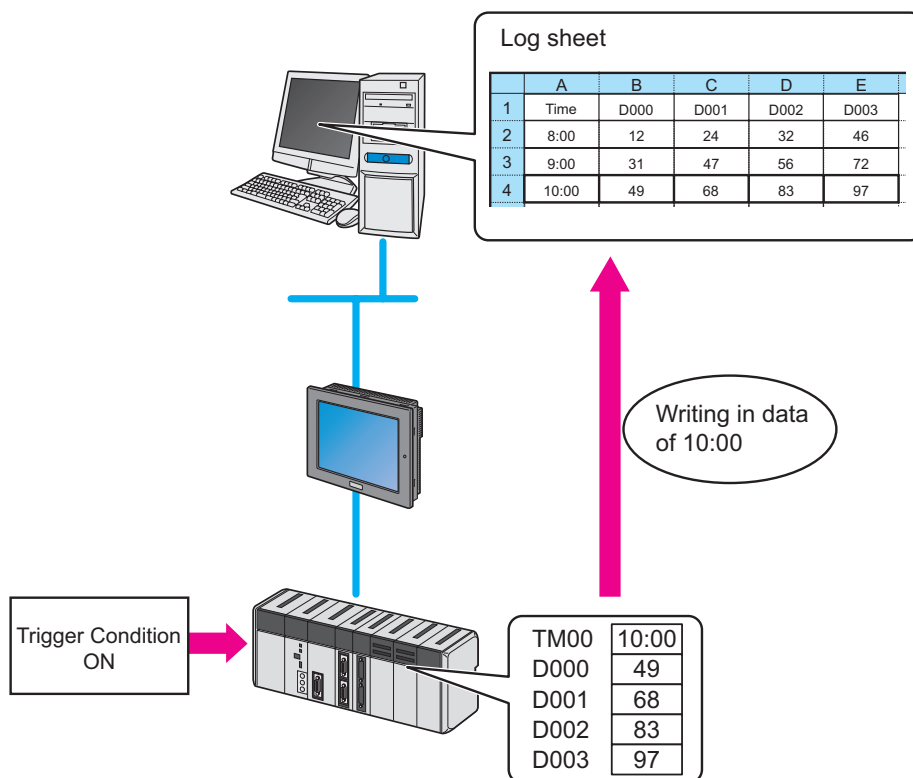 Log sheet
A B C D E
1 Time D000 D001 D002 D003
2 8:00 12 24 32 46
3 9:00 31 47 56 72
4 10:00 49 68 83 97
Writing in data
of 10:00
Trigger Condition
ON
TM00 10:00
D000 49
D001 68
D002 83
D003 97